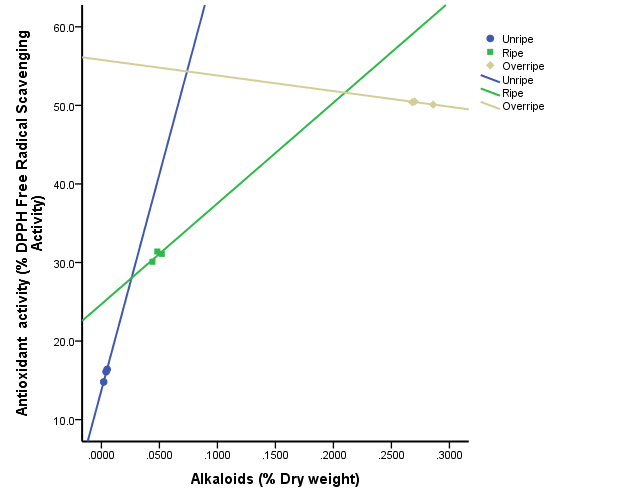 Antioxidant activity (% DPPH Free Radical Scavenging
Activity)
60.0
50.0
40.0
30.0
20.0
10.0
.0000
.0500
.1000
.1500
.2000
.2500
.3000
Alkaloids (% Dry weight)
Unripe
Ripe
Overripe
Unripe
Ripe
Overripe